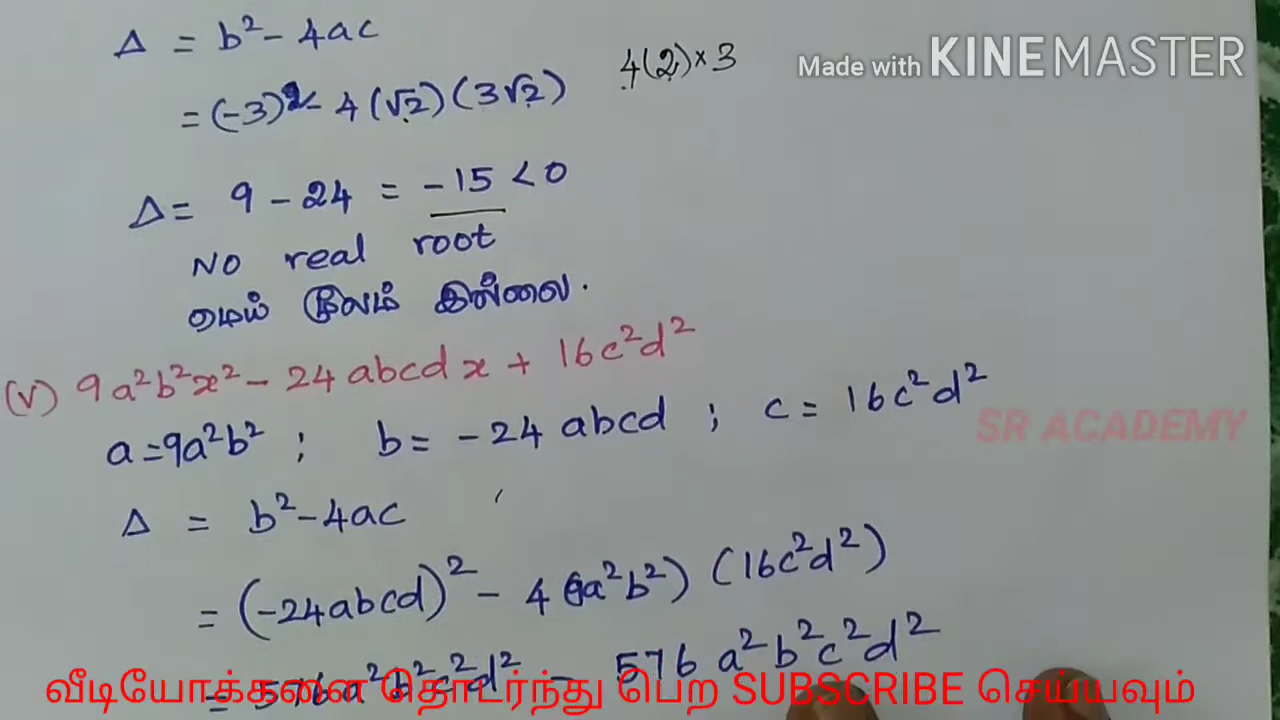 Δ = b² - 4ac
4(2) × 3
Made with KINEMASTER
= (-3)² - 4(√2)(3√2)
Δ = 9 - 24 = -15 < 0
NO real root
மெய் மூலம் இல்லை.
(v) 9a²b²x² - 24abcdx + 16c²d²
a = 9a²b² ; b = -24abcd ; c = 16c²d²
SR ACADEMY
Δ = b² - 4ac
= (-24abcd)² - 4(9a²b²)(16c²d²)
= 576a²b²c²d² - 576a²b²c²d²
வீடியோக்களை தொடர்ந்து பெற SUBSCRIBE செய்யவும்